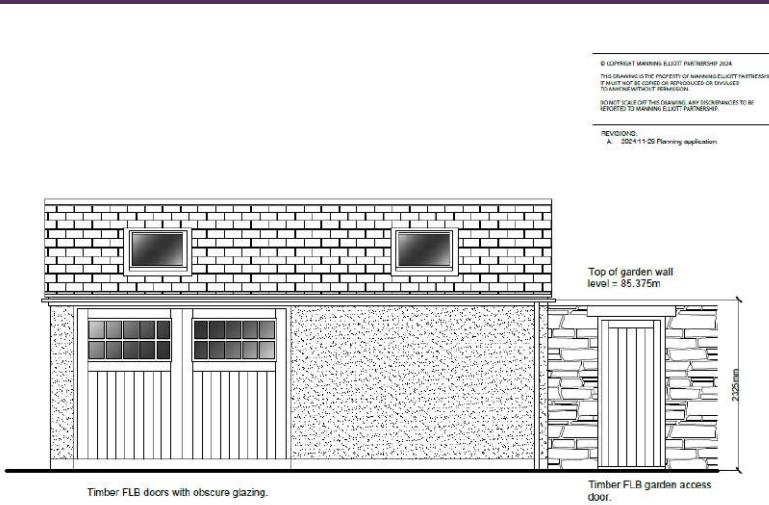 © COPYRIGHT MANNING ELLIOTT PARTNERSHIP 2024.
THIS DRAWING IS THE PROPERTY OF MANNING ELLIOTT PARTNERSHIP
IT MUST NOT BE COPIED OR REPRODUCED OR DIVULGED
TO ANYONE WITHOUT PERMISSION.
DO NOT SCALE OFF THIS DRAWING. ANY DISCREPANCIES TO BE
REPORTED TO MANNING ELLIOTT PARTNERSHIP.
REVISIONS:
A. 2024-11-29 Planning application.
Top of garden wall
level = 85.375m
2325mm
Timber FLB doors with obscure glazing.
Timber FLB garden access
door.